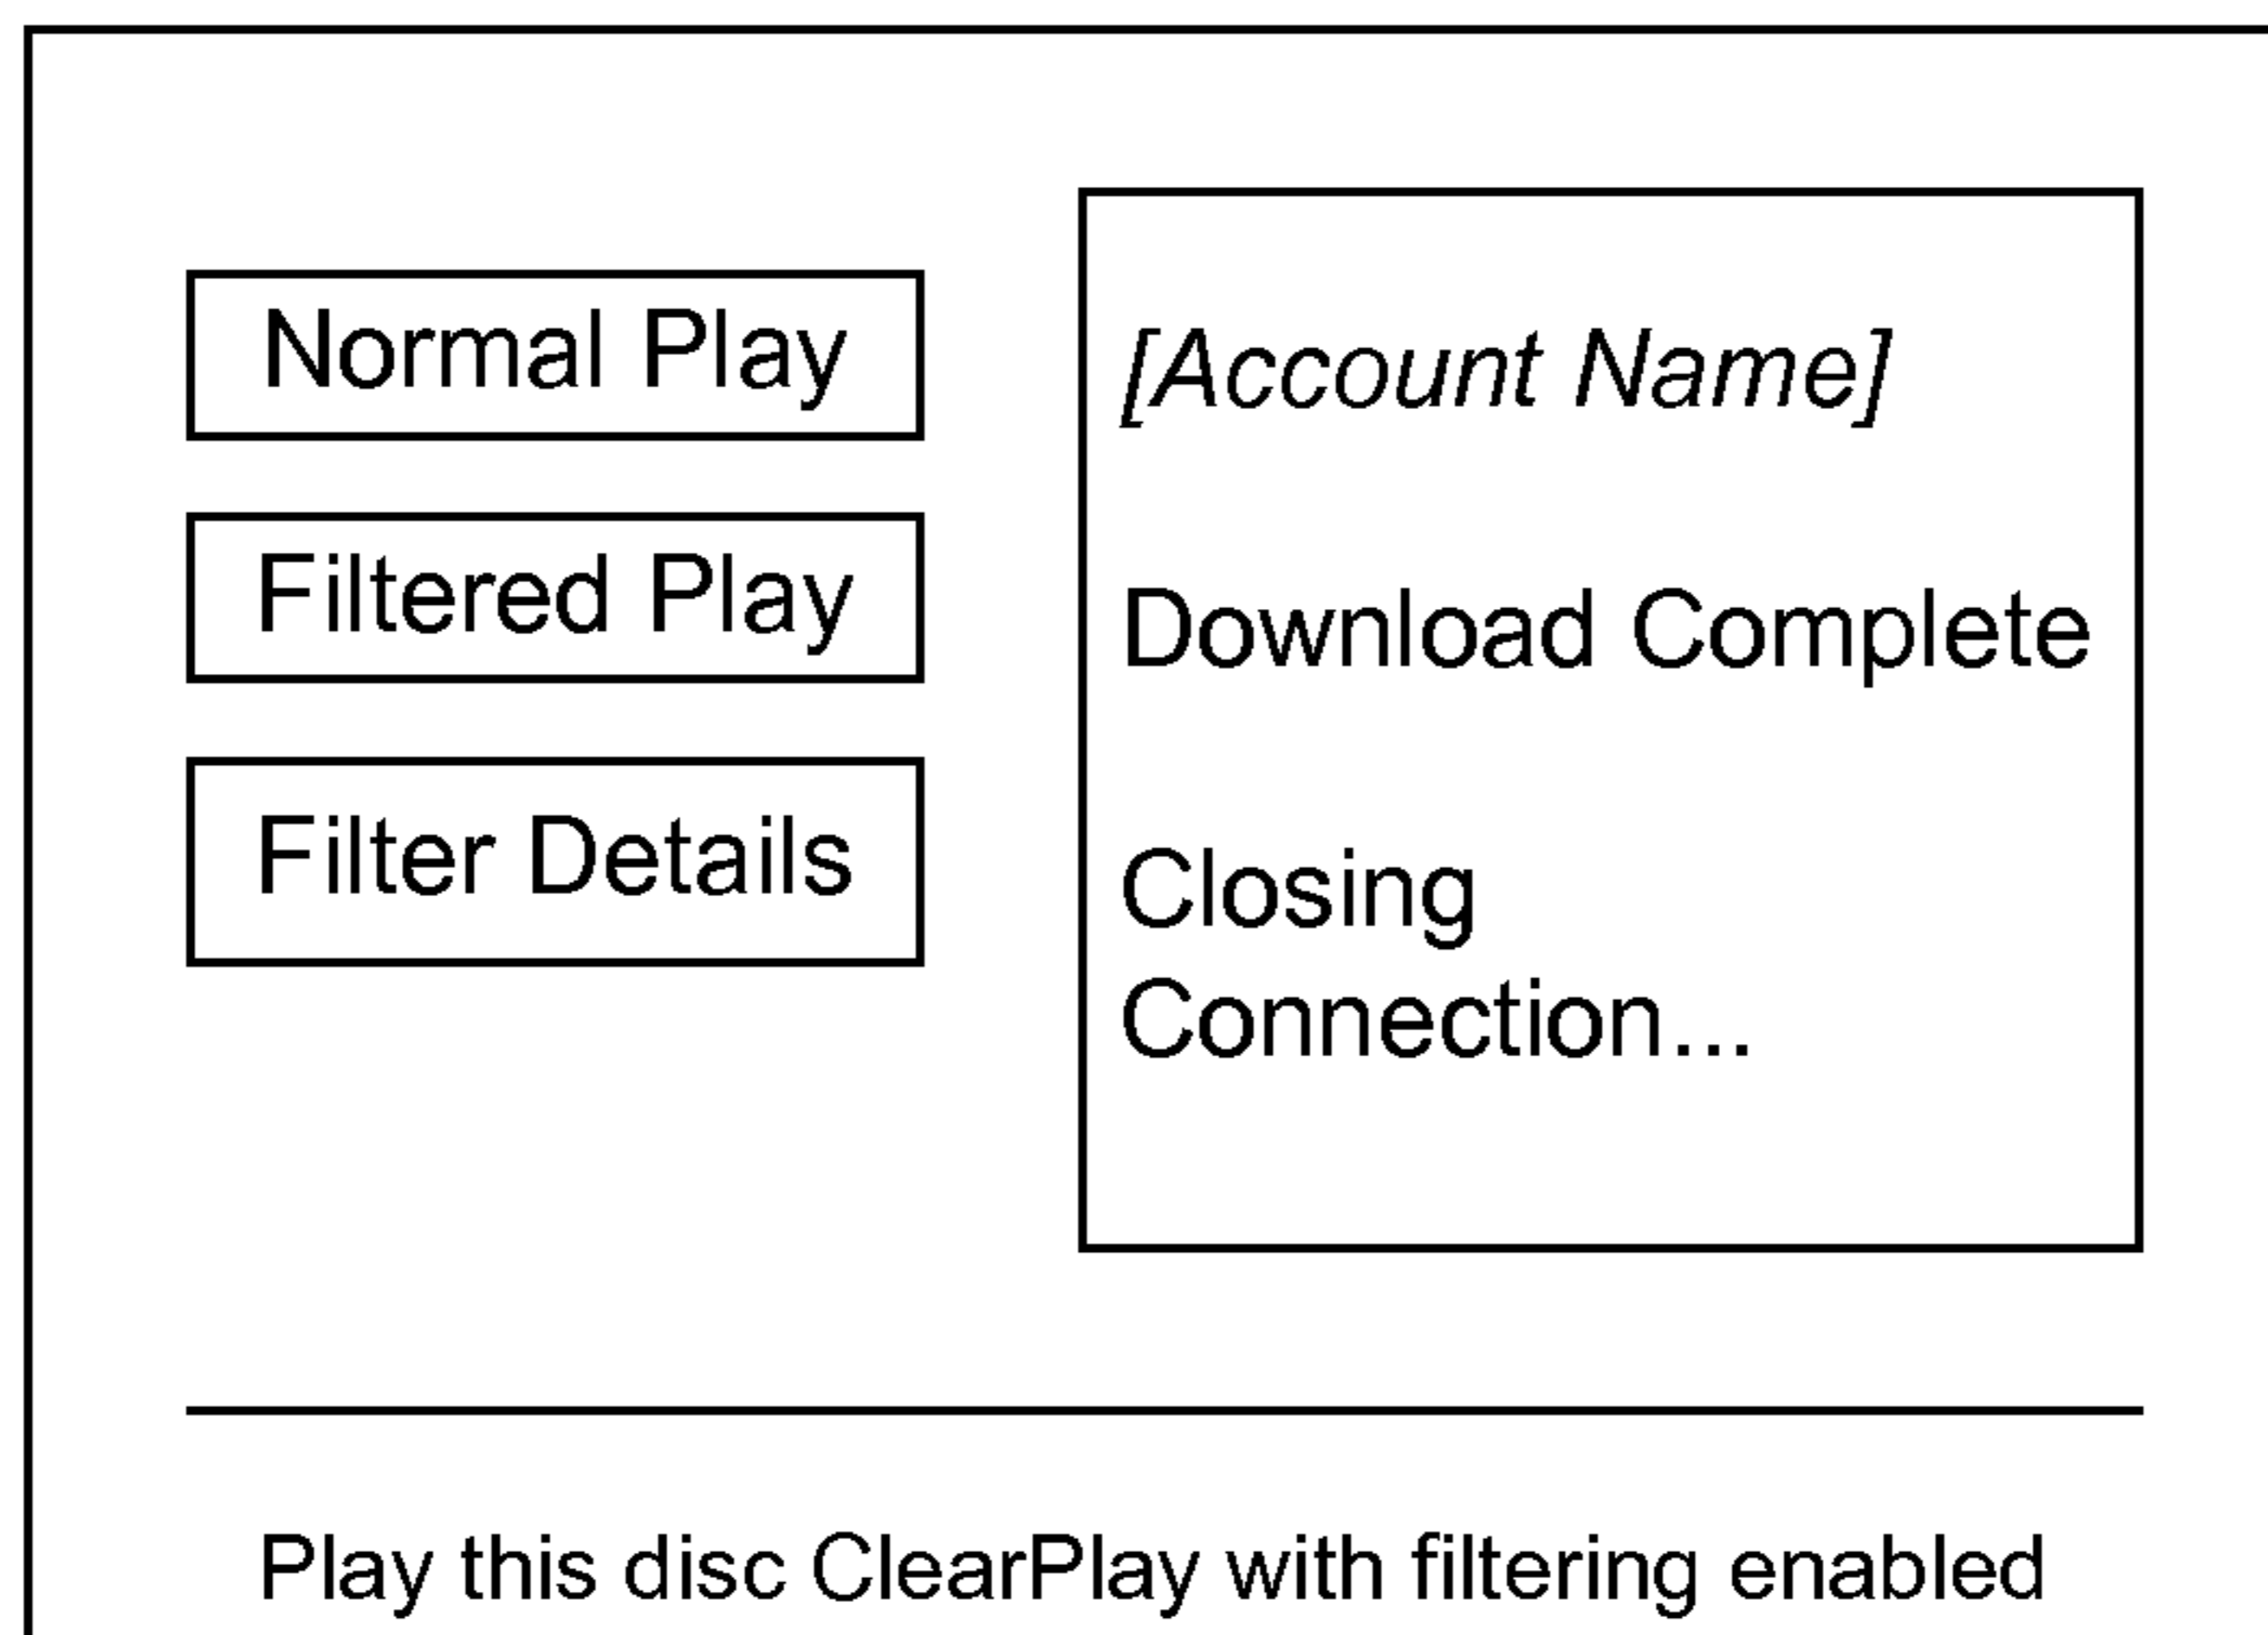 Normal Play
Filtered Play
Filter Details
[Account Name]
Download Complete
Closing
Connection...
Play this disc ClearPlay with filtering enabled